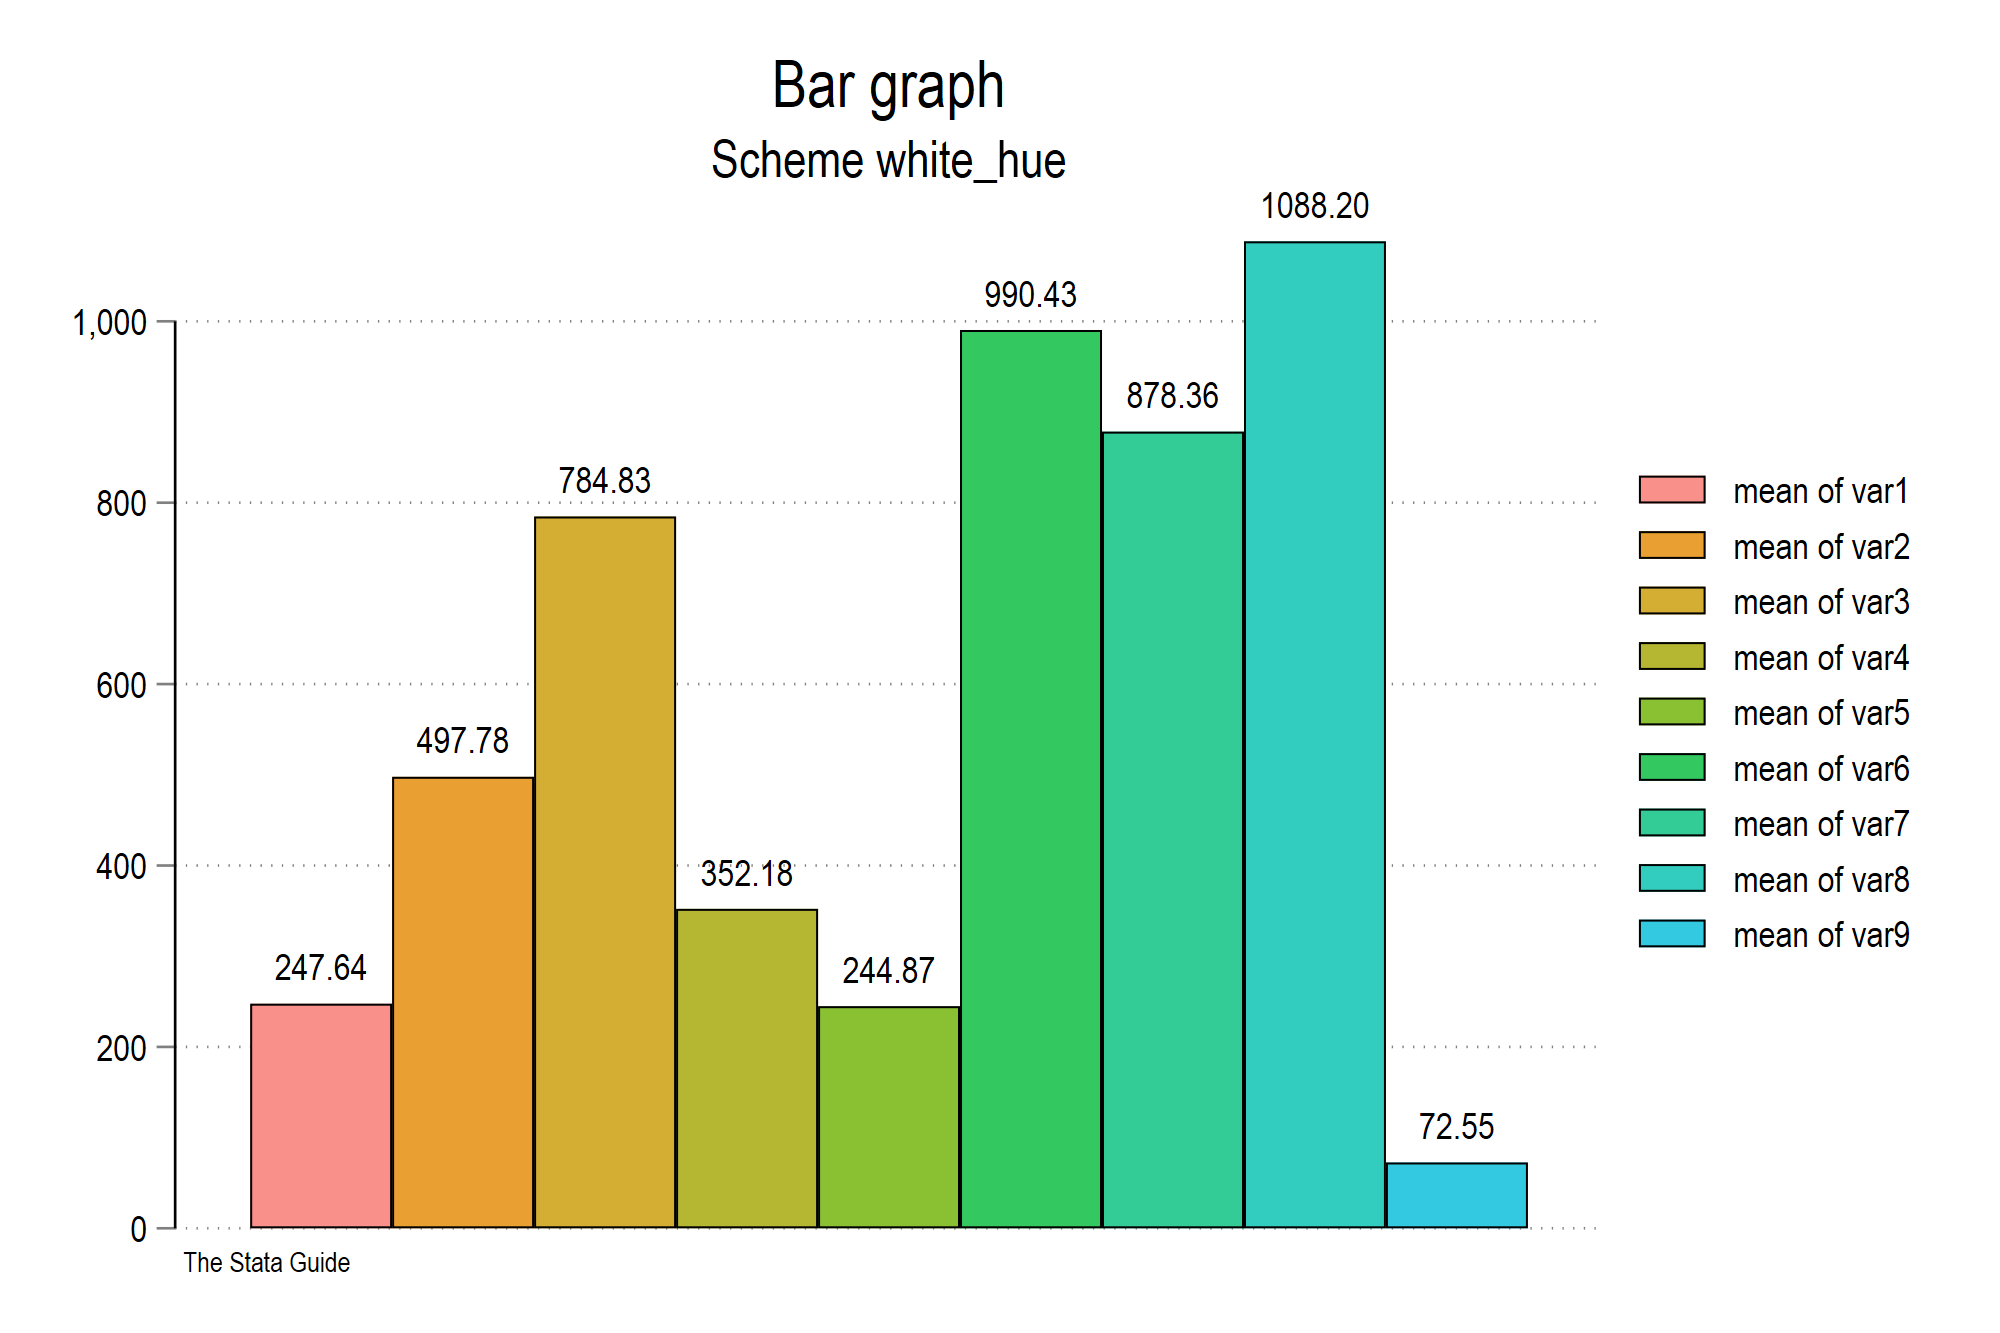 Bar graph
Scheme white_hue
1088.20
990.43
878.36
784.83
497.78
352.18
247.64
244.87
72.55
1,000
800
600
400
200
0
mean of var1
mean of var2
mean of var3
mean of var4
mean of var5
mean of var6
mean of var7
mean of var8
mean of var9
The Stata Guide